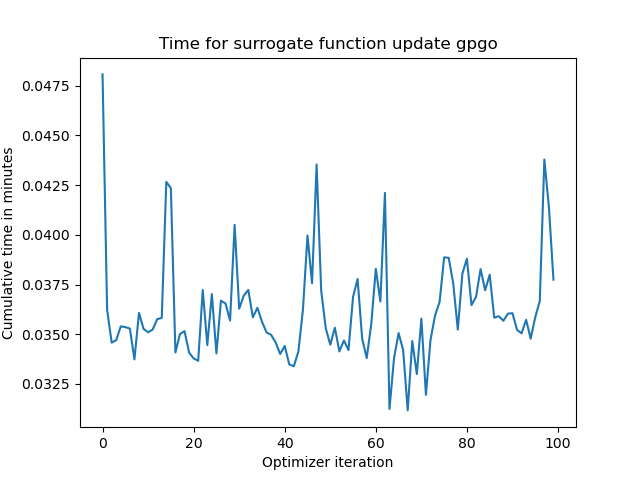 Time for surrogate function update gpgo
Cumulative time in minutes
0.0475
0.0450
0.0425
0.0400
0.0375
0.0350
0.0325
0 20 40 60 80 100
Optimizer iteration